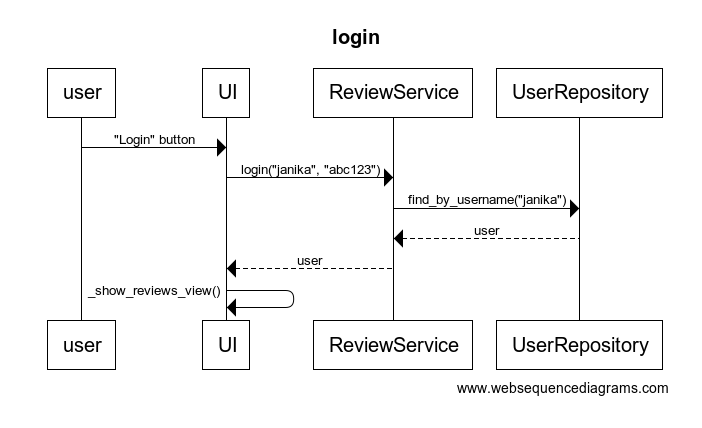 login
user
UI
ReviewService
UserRepository
"Login" button
login("janika", "abc123")
find_by_username("janika")
user
user
_show_reviews_view()
user
UI
ReviewService
UserRepository
www.websequencediagrams.com